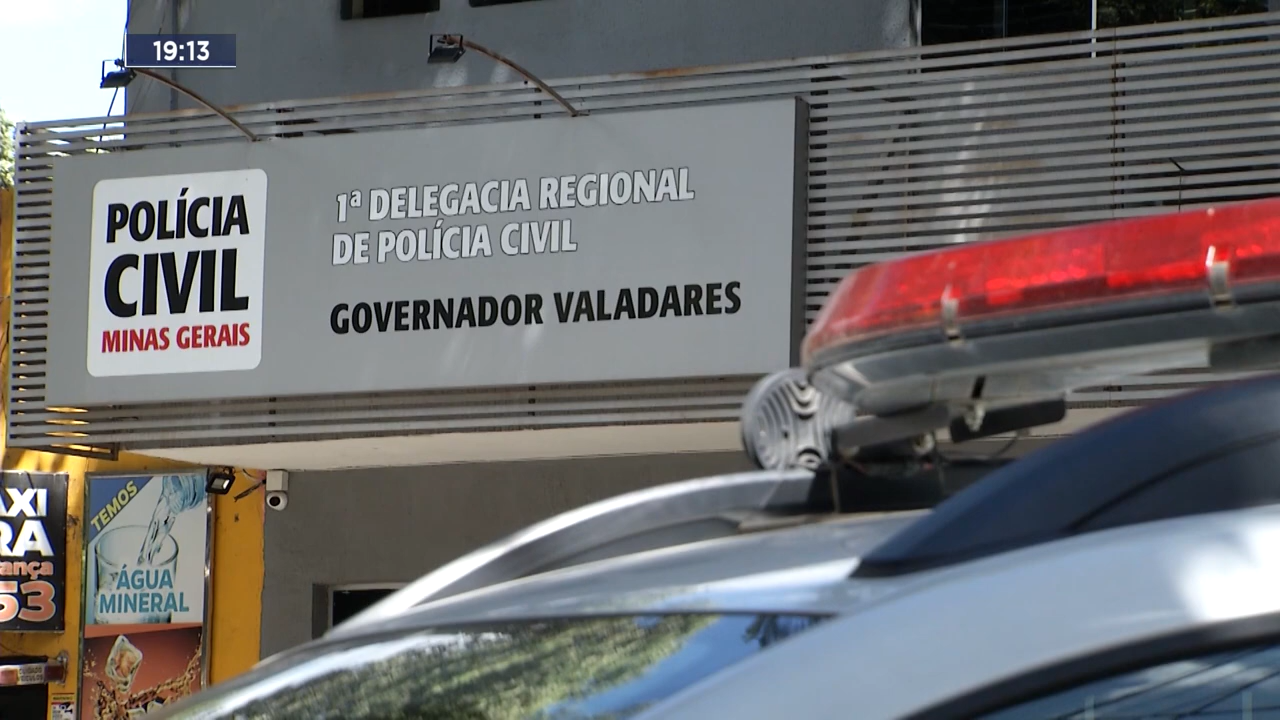 19:13
POLÍCIA
CIVIL
MINAS GERAIS
1ª DELEGACIA REGIONAL
DE POLÍCIA CIVIL
GOVERNADOR VALADARES
TEMOS
ÁGUA
MINERAL
AXI
RA
ança
53